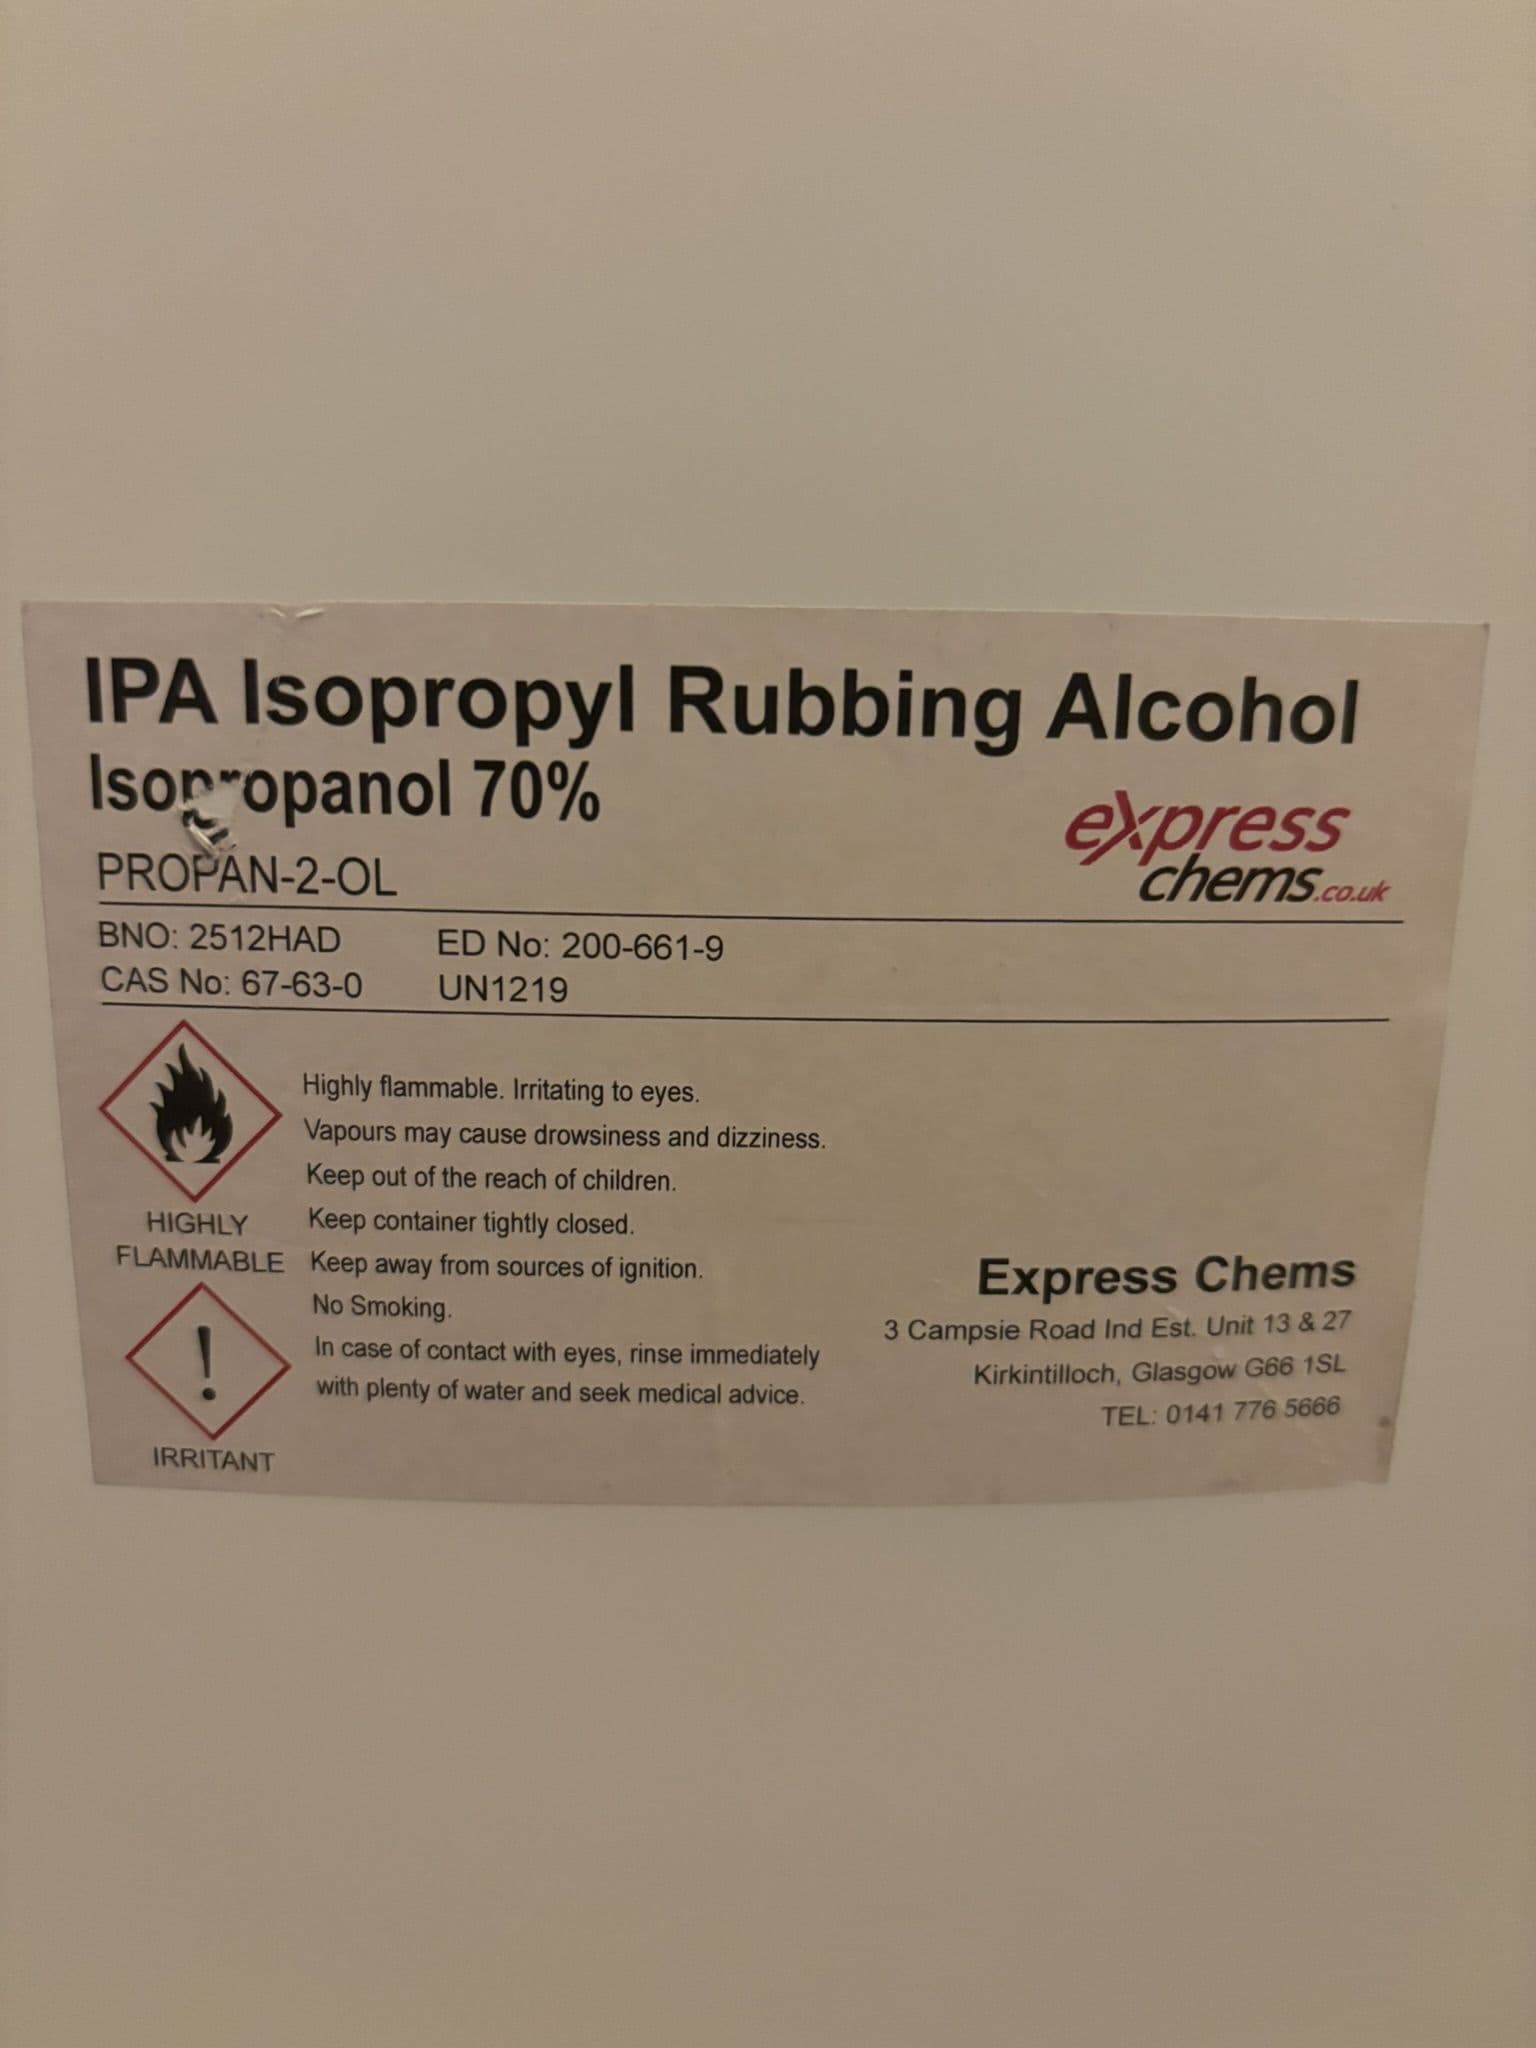 IPA Isopropyl Rubbing Alcohol
Isopropanol 70%
express
chems.co.uk
PROPAN-2-OL
BNO: 2512HAD ED No: 200-661-9
CAS No: 67-63-0 UN1219
HIGHLY
FLAMMABLE
Highly flammable. Irritating to eyes.
Vapours may cause drowsiness and dizziness.
Keep out of the reach of children.
Keep container tightly closed.
Keep away from sources of ignition.
No Smoking.
In case of contact with eyes, rinse immediately
with plenty of water and seek medical advice.
!
IRRITANT
Express Chems
3 Campsie Road Ind Est. Unit 13 & 27
Kirkintilloch, Glasgow G66 1SL
TEL: 0141 776 5666